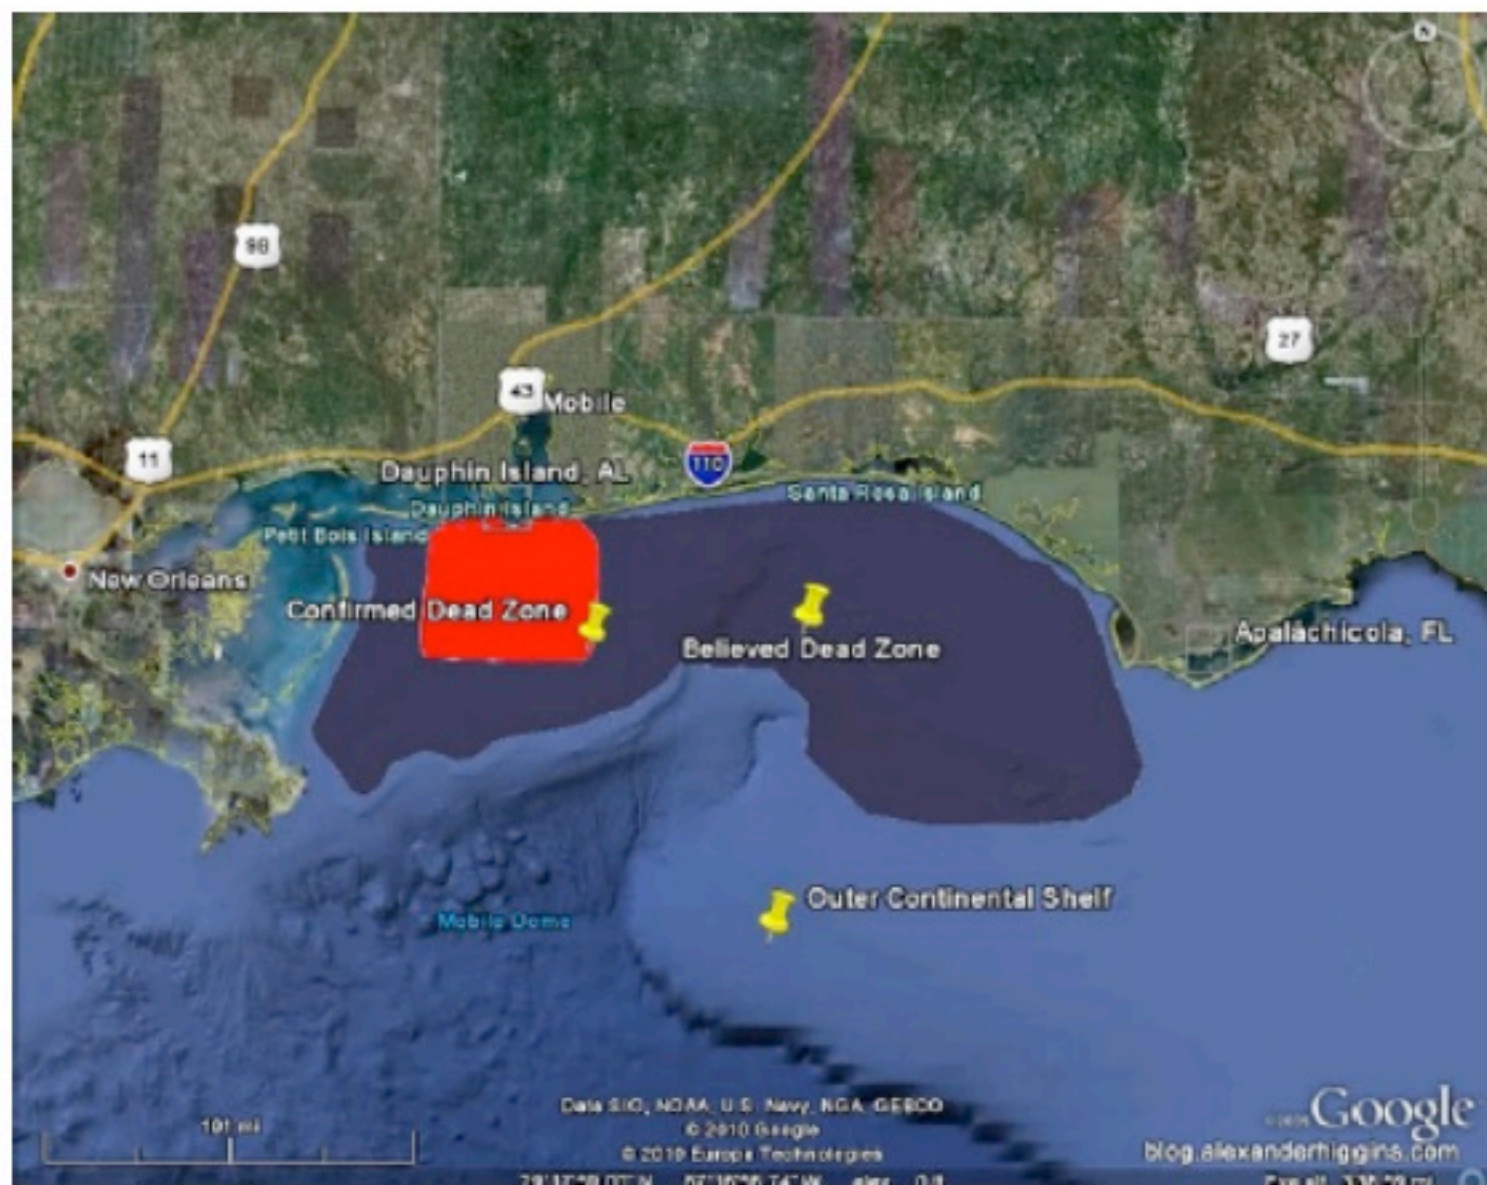 98
27
43
Mobile
11
110
Dauphin Island, AL
Santa Rosa Island
Dauphin Island
Petit Bois Island
New Orleans
Confirmed Dead Zone
Believed Dead Zone
Apalachicola, FL
Outer Continental Shelf
Mobile Dome
Data SIO, NOAA, U.S. Navy, NGA, GEBCO
© 2010 Google
© 2010 Europa Technologies
101 mi
Google
blog.alexanderhiggins.com